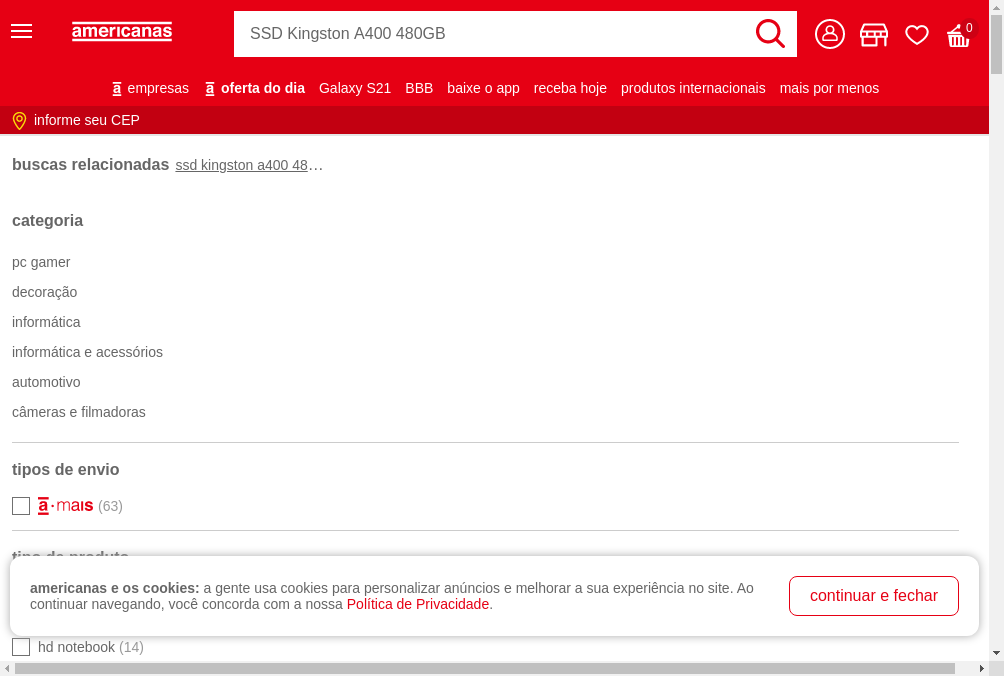 americanas
SSD Kingston A400 480GB
0
a empresas
a oferta do dia
Galaxy S21
BBB
baixe o app
receba hoje
produtos internacionais
mais por menos
informe seu CEP
buscas relacionadas ssd kingston a400 48...
categoria
pc gamer
decoração
informática
informática e acessórios
automotivo
câmeras e filmadoras
tipos de envio
a·mais (63)
tipo de produto
americanas e os cookies: a gente usa cookies para personalizar anúncios e melhorar a sua experiência no site. Ao
continuar navegando, você concorda com a nossa Política de Privacidade.
continuar e fechar
hd notebook (14)